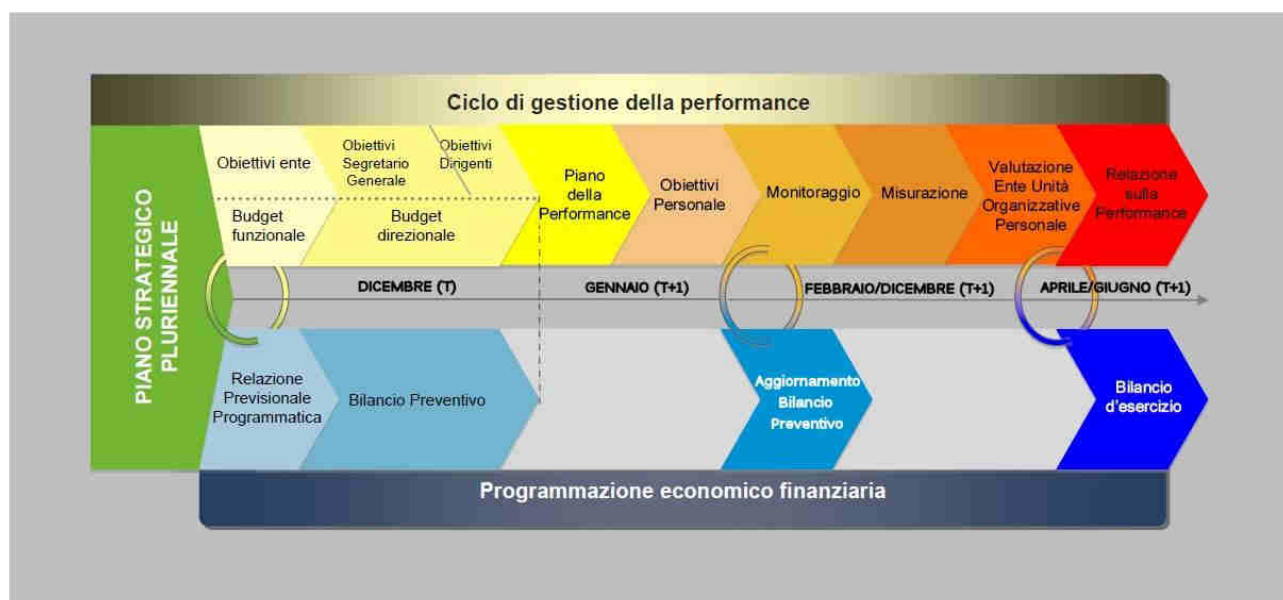 Ciclo di gestione della performance
PIANO STRATEGICO
PLURIENNALE
Obiettivi ente
Obiettivi
Segretario
Generale
Obiettivi
Dirigenti
Budget
funzionale
Budget
direzionale
Piano
della
Performance
Obiettivi
Personale
Monitoraggio
Misurazione
Valutazione
Ente Unità
Organizzative
Personale
Relazione
sulla
Performance
DICEMBRE (T)
GENNAIO (T+1)
FEBBRAIO/DICEMBRE (T+1)
APRILE/GIUGNO (T+1)
Relazione
Previsionale
Programmatica
Bilancio Preventivo
Aggiornamento
Bilancio
Preventivo
Bilancio
d'esercizio
Programmazione economico finanziaria